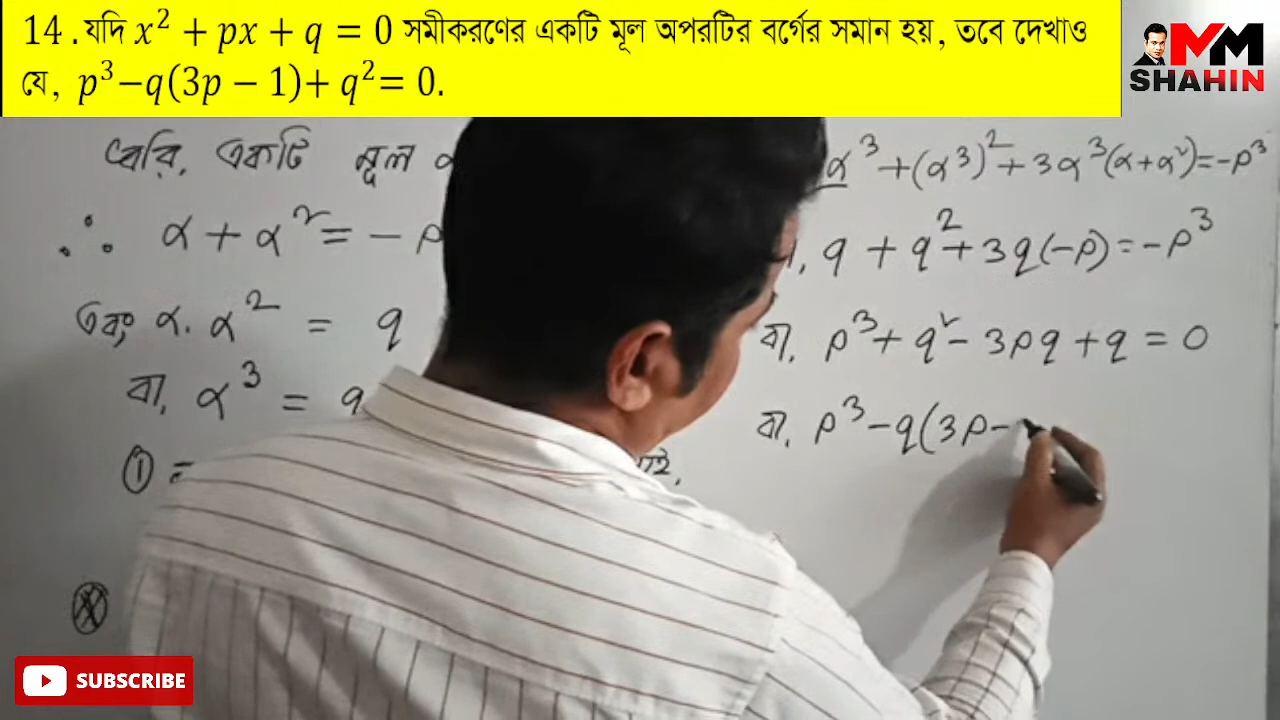 14.যদি x² + px + q = 0 সমীকরণের একটি মূল অপরটির বর্গের সমান হয়, তবে দেখাও
যে, p³−q(3p − 1)+ q²= 0.
MM
SHAHIN
ধরি, একটি মূল α
∴ α + α² = − p
এবং α. α² = q
বা, α³ = q
① =
α³ +(α³)² + 3α³(α+α²)=−p³
q + q² + 3q(−p) = −p³
বা, p³ + q² − 3pq + q = 0
বা, p³ − q(3p −
SUBSCRIBE